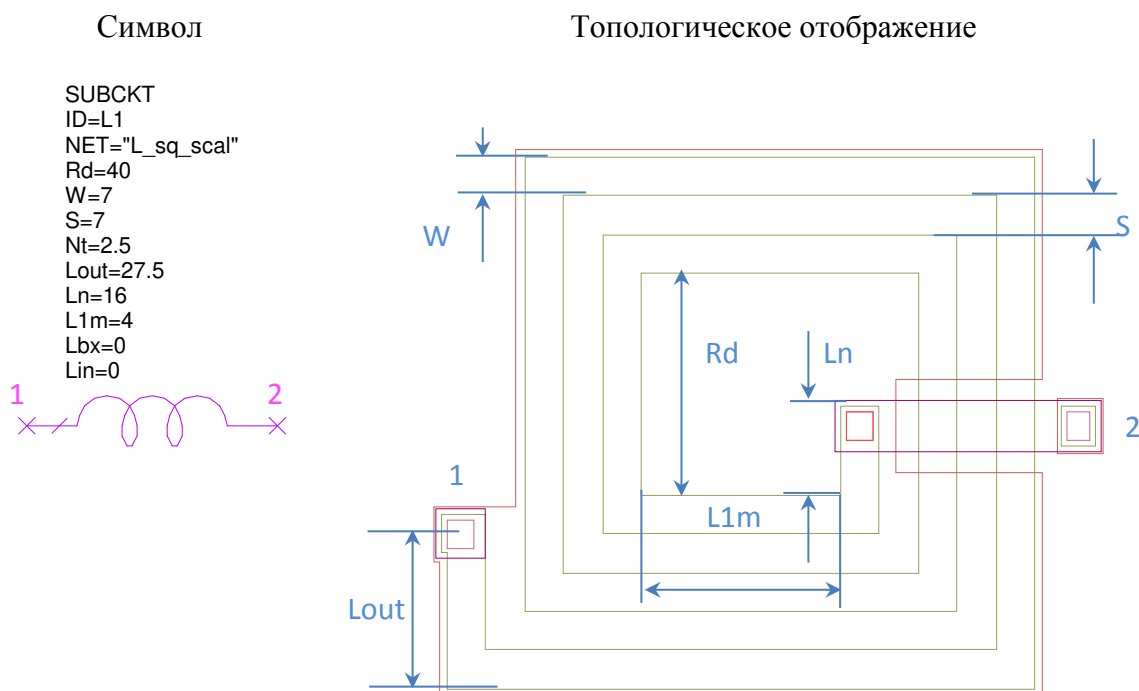 Символ
Топологическое отображение
SUBCKT
ID=L1
NET="L_sq_scal"
Rd=40
W=7
S=7
Nt=2.5
Lout=27.5
Ln=16
L1m=4
Lbx=0
Lin=0
1
2
W
S
Rd
Ln
2
1
L1m
Lout